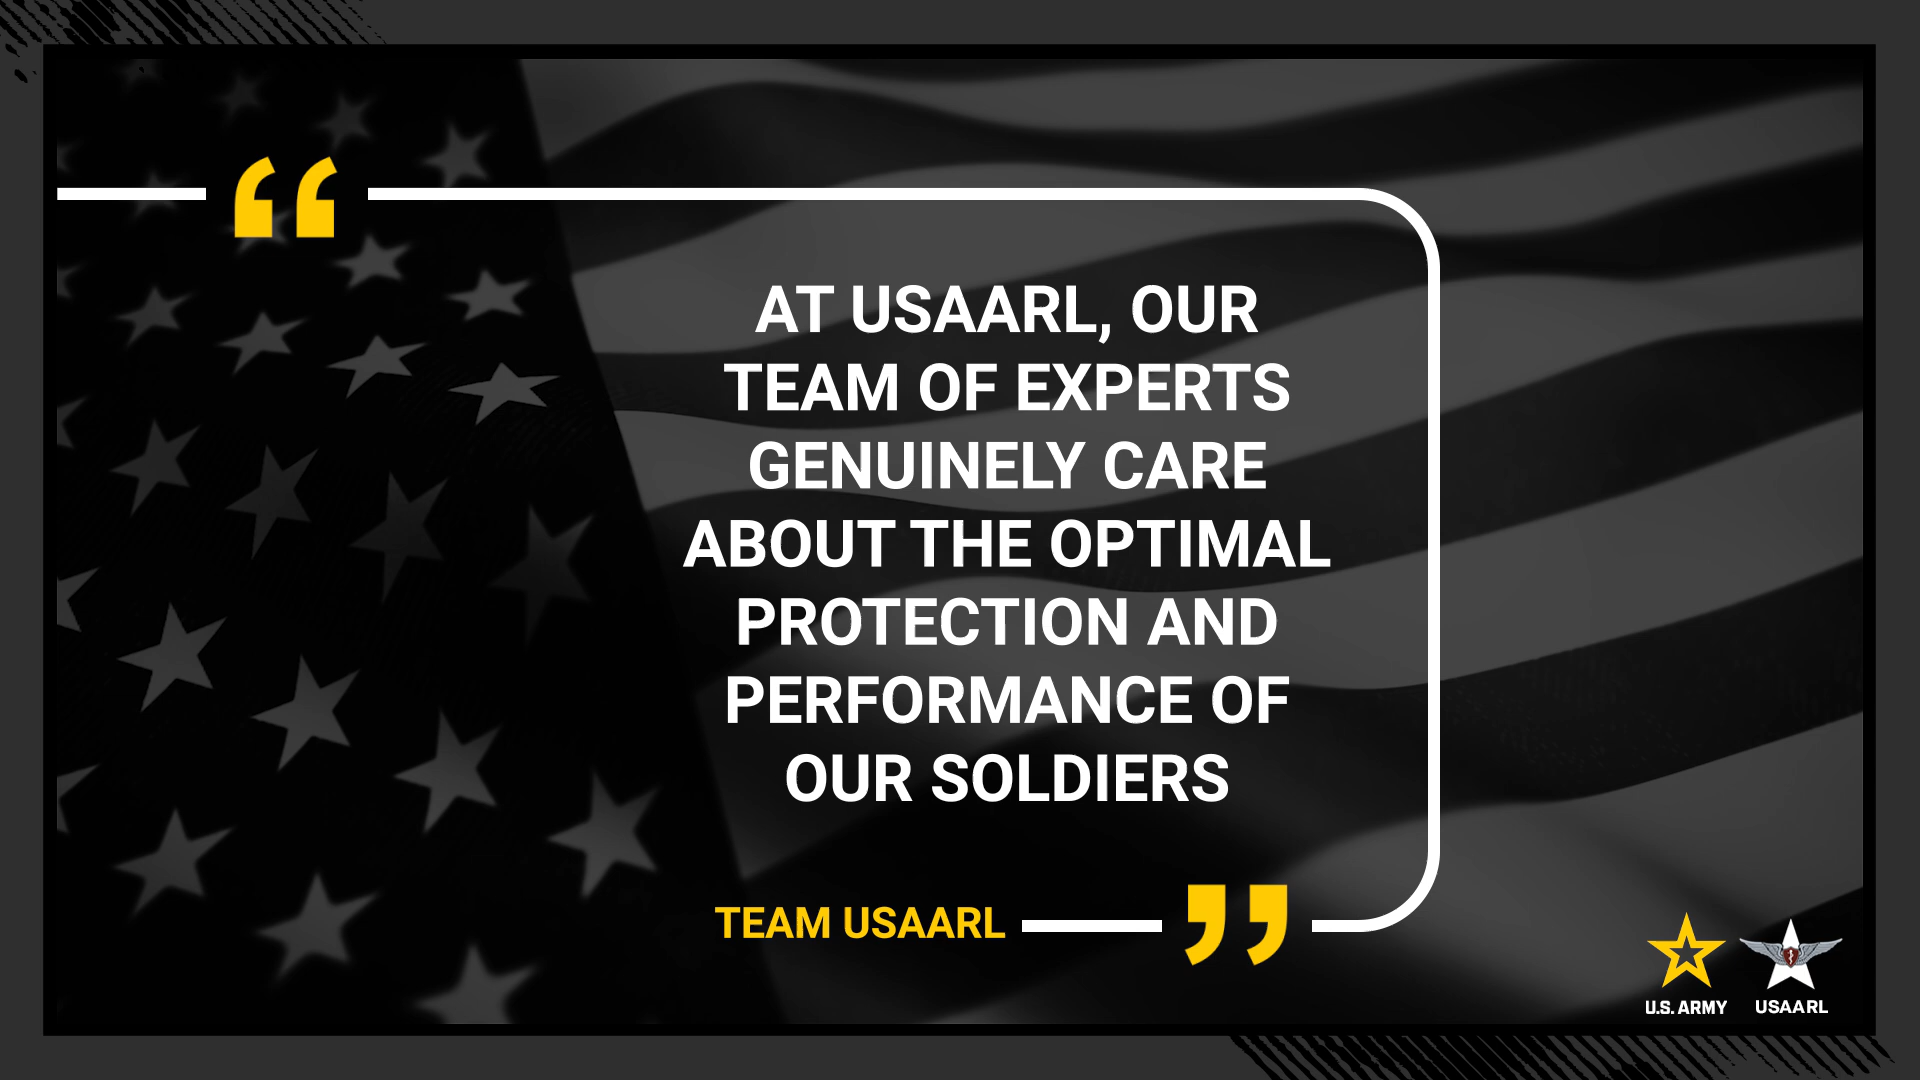 “
AT USAARL, OUR
TEAM OF EXPERTS
GENUINELY CARE
ABOUT THE OPTIMAL
PROTECTION AND
PERFORMANCE OF
OUR SOLDIERS
TEAM USAARL ”
U.S. ARMY
USAARL